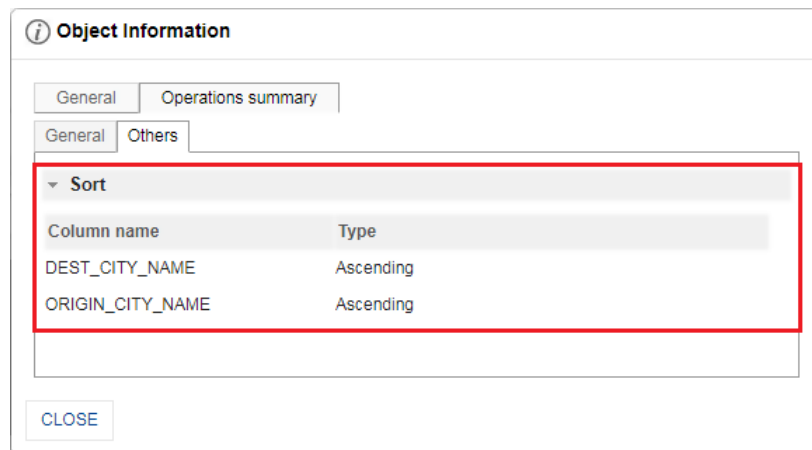 Object Information
General Operations summary
General Others
Sort
Column name Type
DEST_CITY_NAME Ascending
ORIGIN_CITY_NAME Ascending
CLOSE